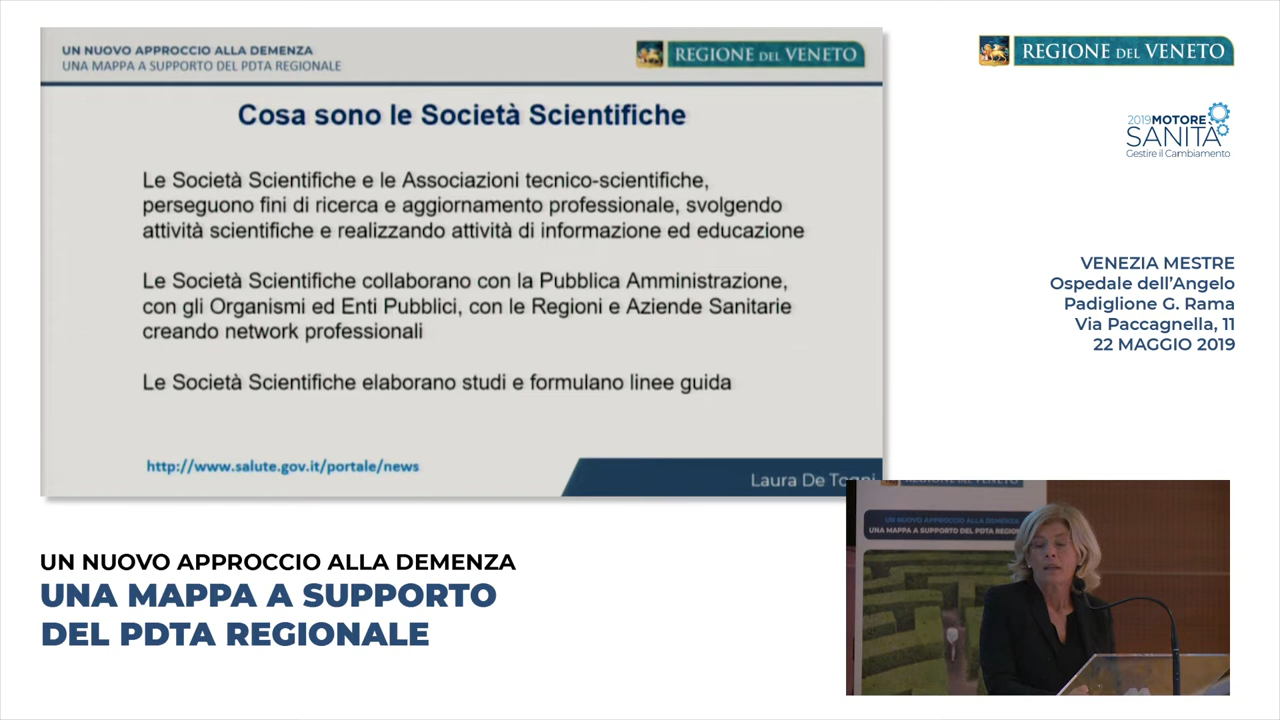 UN NUOVO APPROCCIO ALLA DEMENZA
UNA MAPPA A SUPPORTO DEL PDTA REGIONALE
REGIONE DEL VENETO
Cosa sono le Società Scientifiche
Le Società Scientifiche e le Associazioni tecnico-scientifiche,
perseguono fini di ricerca e aggiornamento professionale, svolgendo
attività scientifiche e realizzando attività di informazione ed educazione
Le Società Scientifiche collaborano con la Pubblica Amministrazione,
con gli Organismi ed Enti Pubblici, con le Regioni e Aziende Sanitarie
creando network professionali
Le Società Scientifiche elaborano studi e formulano linee guida
http://www.salute.gov.it/portale/news
Laura De
REGIONE DEL VENETO
2019MOTORE
SANITÀ
Gestire il Cambiamento
VENEZIA MESTRE
Ospedale dell'Angelo
Padiglione G. Rama
Via Paccagnella, 11
22 MAGGIO 2019
UN NUOVO APPROCCIO ALLA DEMENZA
UNA MAPPA A SUPPORTO
DEL PDTA REGIONALE
REGIONE DEL VENETO
UN NUOVO APPROCCIO ALLA DEMENZA
UNA MAPPA A SUPPORTO DEL PDTA